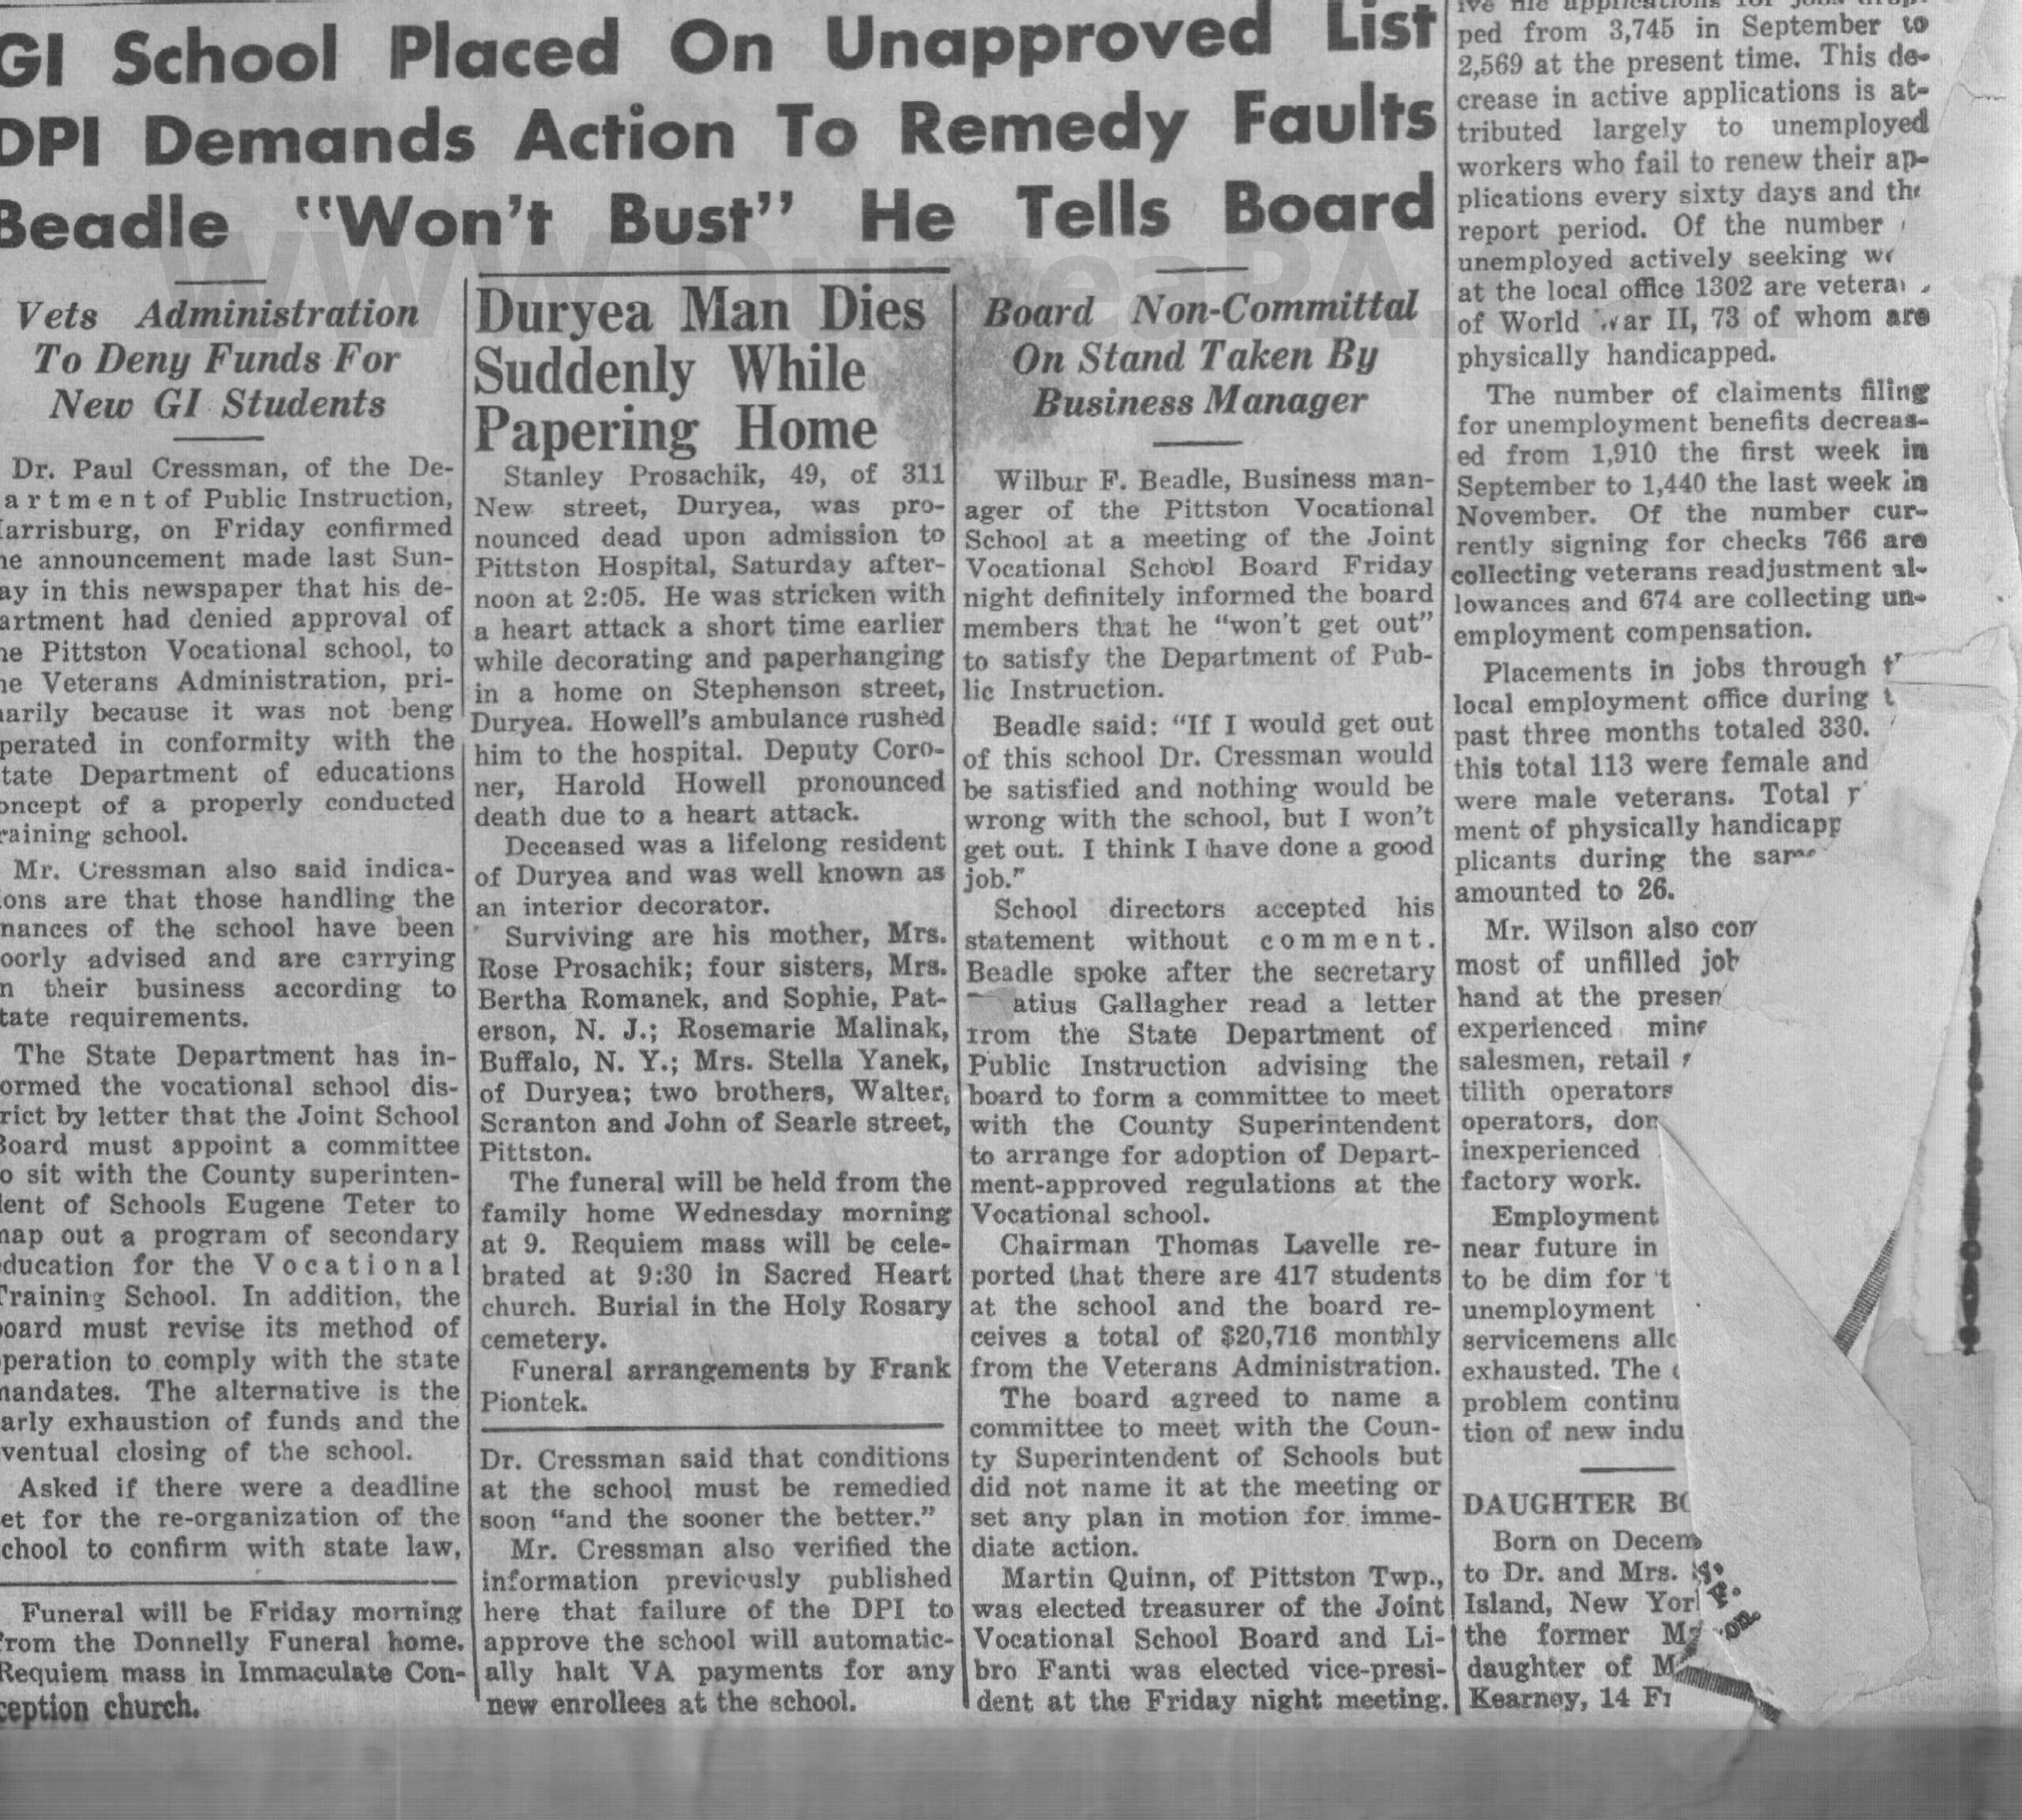 GI School Placed On Unapproved List
DPI Demands Action To Remedy Faults
Beadle "Won't Bust" He Tells Board
Vets Administration
To Deny Funds For
New GI Students
Dr. Paul Cressman, of the De-
artment of Public Instruction,
arrisburg, on Friday confirmed
he announcement made last Sun-
ay in this newspaper that his de-
artment had denied approval of
he Pittston Vocational school, to
he Veterans Administration, pri-
arily because it was not beng
perated in conformity with the
tate Department of educations
oncept of a properly conducted
raining school.
Mr. Cressman also said indica-
ions are that those handling the
nances of the school have been
oorly advised and are carrying
n their business according to
tate requirements.
The State Department has in-
ormed the vocational school dis-
rict by letter that the Joint School
Board must appoint a committee
o sit with the County superinten-
dent of Schools Eugene Teter to
map out a program of secondary
education for the Vocational
Training School. In addition, the
board must revise its method of
peration to comply with the state
mandates. The alternative is the
arly exhaustion of funds and the
ventual closing of the school.
Asked if there were a deadline
et for the re-organization of the
chool to confirm with state law,
Funeral will be Friday morning
from the Donnelly Funeral home.
Requiem mass in Immaculate Con-
ception church.
Duryea Man Dies
Suddenly While
Papering Home
Stanley Prosachik, 49, of 311
New street, Duryea, was pro-
nounced dead upon admission to
Pittston Hospital, Saturday after-
noon at 2:05. He was stricken with
a heart attack a short time earlier
while decorating and paperhanging
in a home on Stephenson street,
Duryea. Howell's ambulance rushed
him to the hospital. Deputy Coro-
ner, Harold Howell pronounced
death due to a heart attack.
Deceased was a lifelong resident
of Duryea and was well known as
an interior decorator.
Surviving are his mother, Mrs.
Rose Prosachik; four sisters, Mrs.
Bertha Romanek, and Sophie, Pat-
erson, N. J.; Rosemarie Malinak,
Buffalo, N. Y.; Mrs. Stella Yanek,
of Duryea; two brothers, Walter,
Scranton and John of Searle street,
Pittston.
The funeral will be held from the
family home Wednesday morning
at 9. Requiem mass will be cele-
brated at 9:30 in Sacred Heart
church. Burial in the Holy Rosary
cemetery.
Funeral arrangements by Frank
Piontek.
Dr. Cressman said that conditions
at the school must be remedied
soon "and the sooner the better."
Mr. Cressman also verified the
information previously published
here that failure of the DPI to
approve the school will automatic-
ally halt VA payments for any
new enrollees at the school.
Board Non-Committal
On Stand Taken By
Business Manager
Wilbur F. Beadle, Business man-
ager of the Pittston Vocational
School at a meeting of the Joint
Vocational School Board Friday
night definitely informed the board
members that he "won't get out"
to satisfy the Department of Pub-
lic Instruction.
Beadle said: "If I would get out
of this school Dr. Cressman would
be satisfied and nothing would be
wrong with the school, but I won't
get out. I think I have done a good
job."
School directors accepted his
statement without comment.
Beadle spoke after the secretary
atius Gallagher read a letter
from the State Department of
Public Instruction advising the
board to form a committee to meet
with the County Superintendent
to arrange for adoption of Depart-
ment-approved regulations at the
Vocational school.
Chairman Thomas Lavelle re-
ported that there are 417 students
at the school and the board re-
ceives a total of $20,716 monthly
from the Veterans Administration.
The board agreed to name a
committee to meet with the Coun-
ty Superintendent of Schools but
did not name it at the meeting or
set any plan in motion for imme-
diate action.
Martin Quinn, of Pittston Twp.,
was elected treasurer of the Joint
Vocational School Board and Li-
bro Fanti was elected vice-presi-
dent at the Friday night meeting.
ive file applications for jobs drop-
ped from 3,745 in September to
2,569 at the present time. This de-
crease in active applications is at-
tributed largely to unemployed
workers who fail to renew their ap-
plications every sixty days and the
report period. Of the number
unemployed actively seeking
at the local office 1302 are vetera
of World War II, 73 of whom are
physically handicapped.
The number of claiments filing
for unemployment benefits decreas-
ed from 1,910 the first week in
September to 1,440 the last week in
November. Of the number cur-
rently signing for checks 766 are
collecting veterans readjustment al-
lowances and 674 are collecting un-
employment compensation.
Placements in jobs through
local employment office during
past three months totaled 330.
this total 113 were female and
were male veterans. Total
ment of physically handicapp
plicants during the same
amounted to 26.
Mr. Wilson also com
most of unfilled job
hand at the presen
experienced mine
salesmen, retail
tilith operators
operators, don
inexperienced
factory work.
Employment
near future in
to be dim for t
unemployment
servicemens allo
exhausted. The
problem continu
tion of new indu
DAUGHTER BO
Born on Decem
to Dr. and Mrs.
Island, New York
the former Ma
daughter of M
Kearney, 14 Fr
www.DuryeaPA.